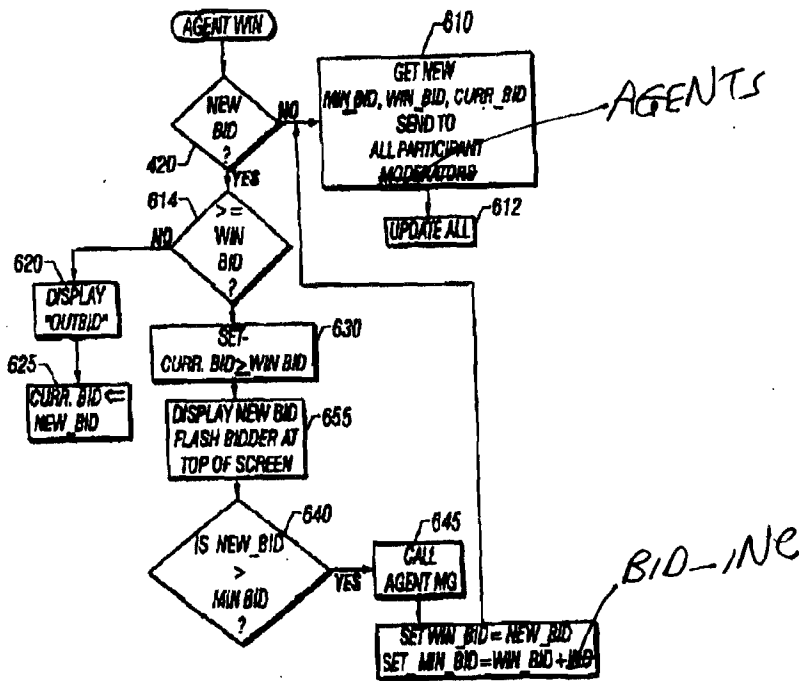 AGENT WIN
610
GET NEW
MIN_BID, WIN_BID, CURR_BID
SEND TO
ALL PARTICIPANT
MODERATORS
AGENTS
NEW
BID
?
NO
420
YES
612
UPDATE ALL
614
>=
WIN
BID
?
NO
620
DISPLAY
"OUTBID"
625
CURR. BID ⇐
NEW_BID
630
SET-
CURR. BID ≥ WIN BID
655
DISPLAY NEW BID
FLASH BIDDER AT
TOP OF SCREEN
640
IS NEW_BID
>
MIN BID
?
YES
645
CALL
AGENT MG
BID_INC
SET WIN_BID = NEW_BID
SET MIN_BID = WIN_BID +